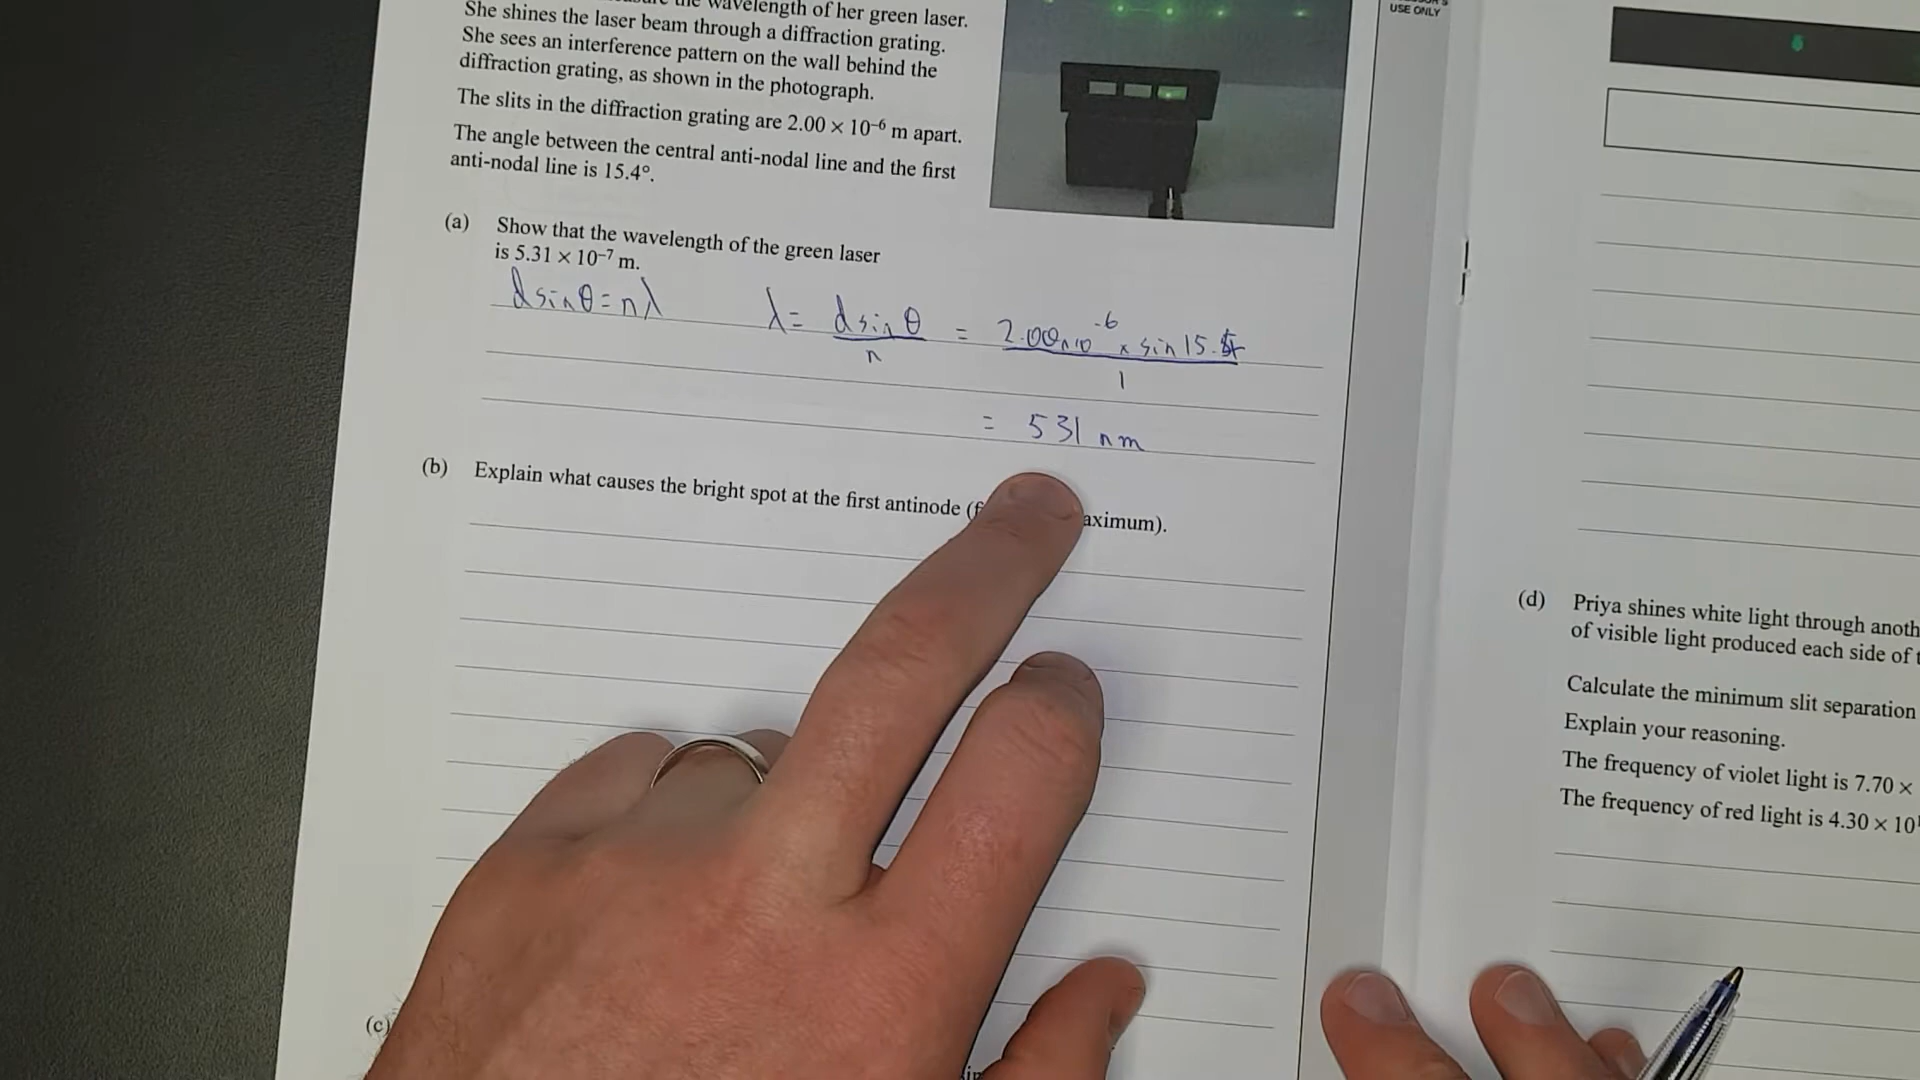 wavelength of her green laser.
She shines the laser beam through a diffraction grating.
She sees an interference pattern on the wall behind the
diffraction grating, as shown in the photograph.
The slits in the diffraction grating are 2.00 × 10⁻⁶ m apart.
The angle between the central anti-nodal line and the first
anti-nodal line is 15.4°.
(a) Show that the wavelength of the green laser
is 5.31 × 10⁻⁷ m.
dsinθ=nλ λ= dsinθ/n = 2.00×10⁻⁶ × sin15.4/1
= 531 nm
(b) Explain what causes the bright spot at the first antinode (f aximum).
(c)
USE ONLY
(d) Priya shines white light through anoth
of visible light produced each side of t
Calculate the minimum slit separation
Explain your reasoning.
The frequency of violet light is 7.70 ×
The frequency of red light is 4.30 × 10